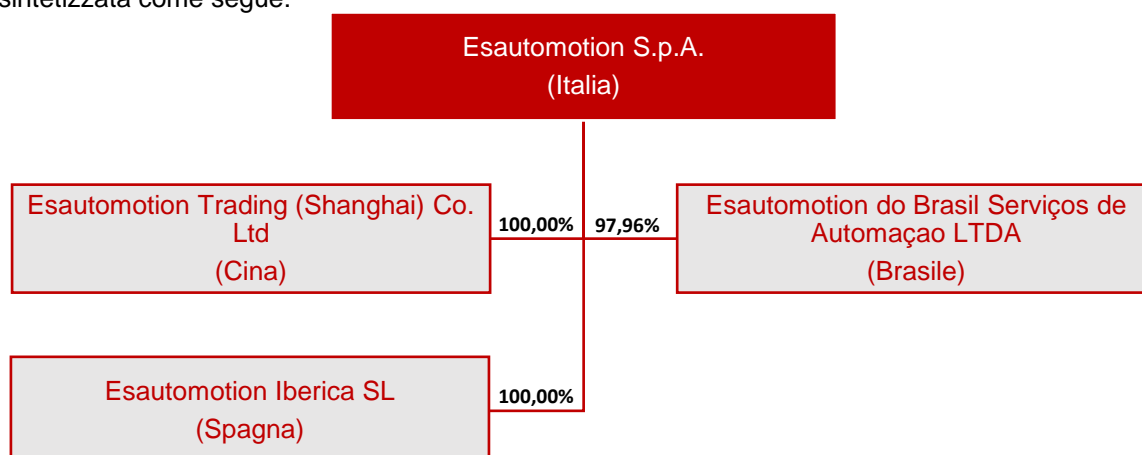 sintetizzata come segue:
Esautomotion S.p.A.
(Italia)
Esautomotion Trading (Shanghai) Co.
Ltd
(Cina)
100,00%
97,96%
Esautomotion do Brasil Serviços de
Automaçao LTDA
(Brasile)
Esautomotion Iberica SL
(Spagna)
100,00%